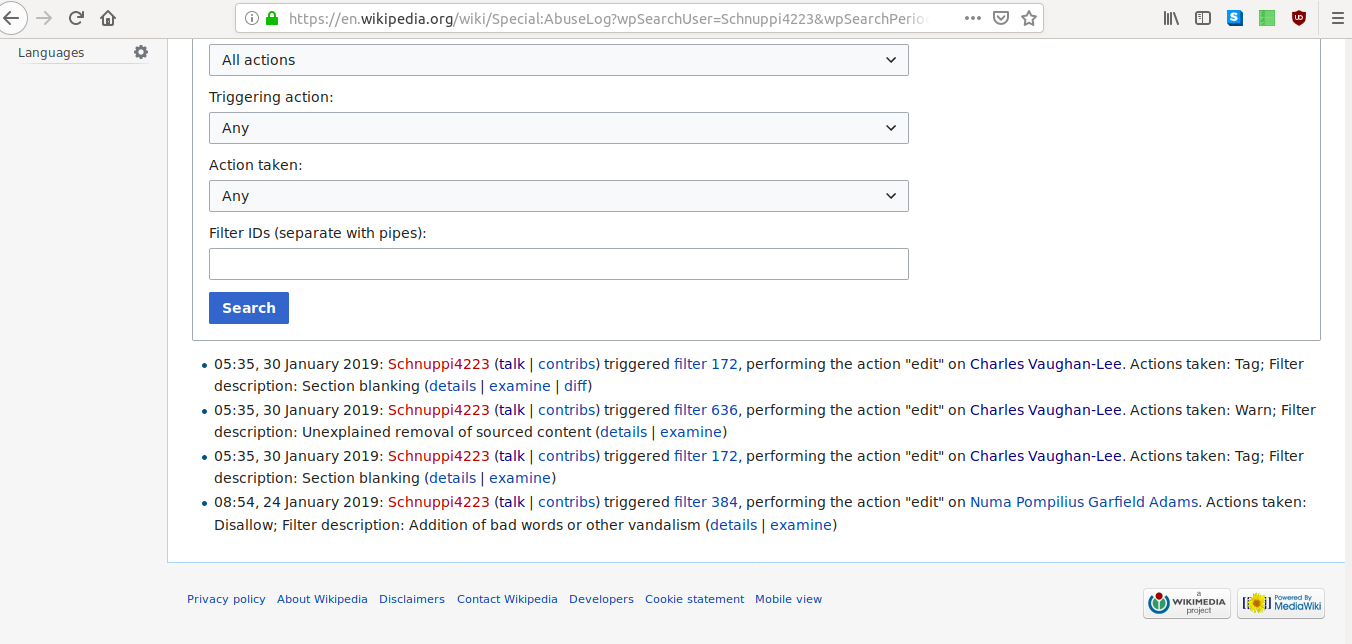 https://en.wikipedia.org/wiki/Special:AbuseLog?wpSearchUser=Schnuppi4223&wpSearchPerio
Languages
All actions
Triggering action:
Any
Action taken:
Any
Filter IDs (separate with pipes):
Search
• 05:35, 30 January 2019: Schnuppi4223 (talk | contribs) triggered filter 172, performing the action "edit" on Charles Vaughan-Lee. Actions taken: Tag; Filter
description: Section blanking (details | examine | diff)
• 05:35, 30 January 2019: Schnuppi4223 (talk | contribs) triggered filter 636, performing the action "edit" on Charles Vaughan-Lee. Actions taken: Warn; Filter
description: Unexplained removal of sourced content (details | examine)
• 05:35, 30 January 2019: Schnuppi4223 (talk | contribs) triggered filter 172, performing the action "edit" on Charles Vaughan-Lee. Actions taken: Tag; Filter
description: Section blanking (details | examine)
• 08:54, 24 January 2019: Schnuppi4223 (talk | contribs) triggered filter 384, performing the action "edit" on Numa Pompilius Garfield Adams. Actions taken:
Disallow; Filter description: Addition of bad words or other vandalism (details | examine)
Privacy policy About Wikipedia Disclaimers Contact Wikipedia Developers Cookie statement Mobile view
a
WIKIMEDIA
project
Powered By
MediaWiki